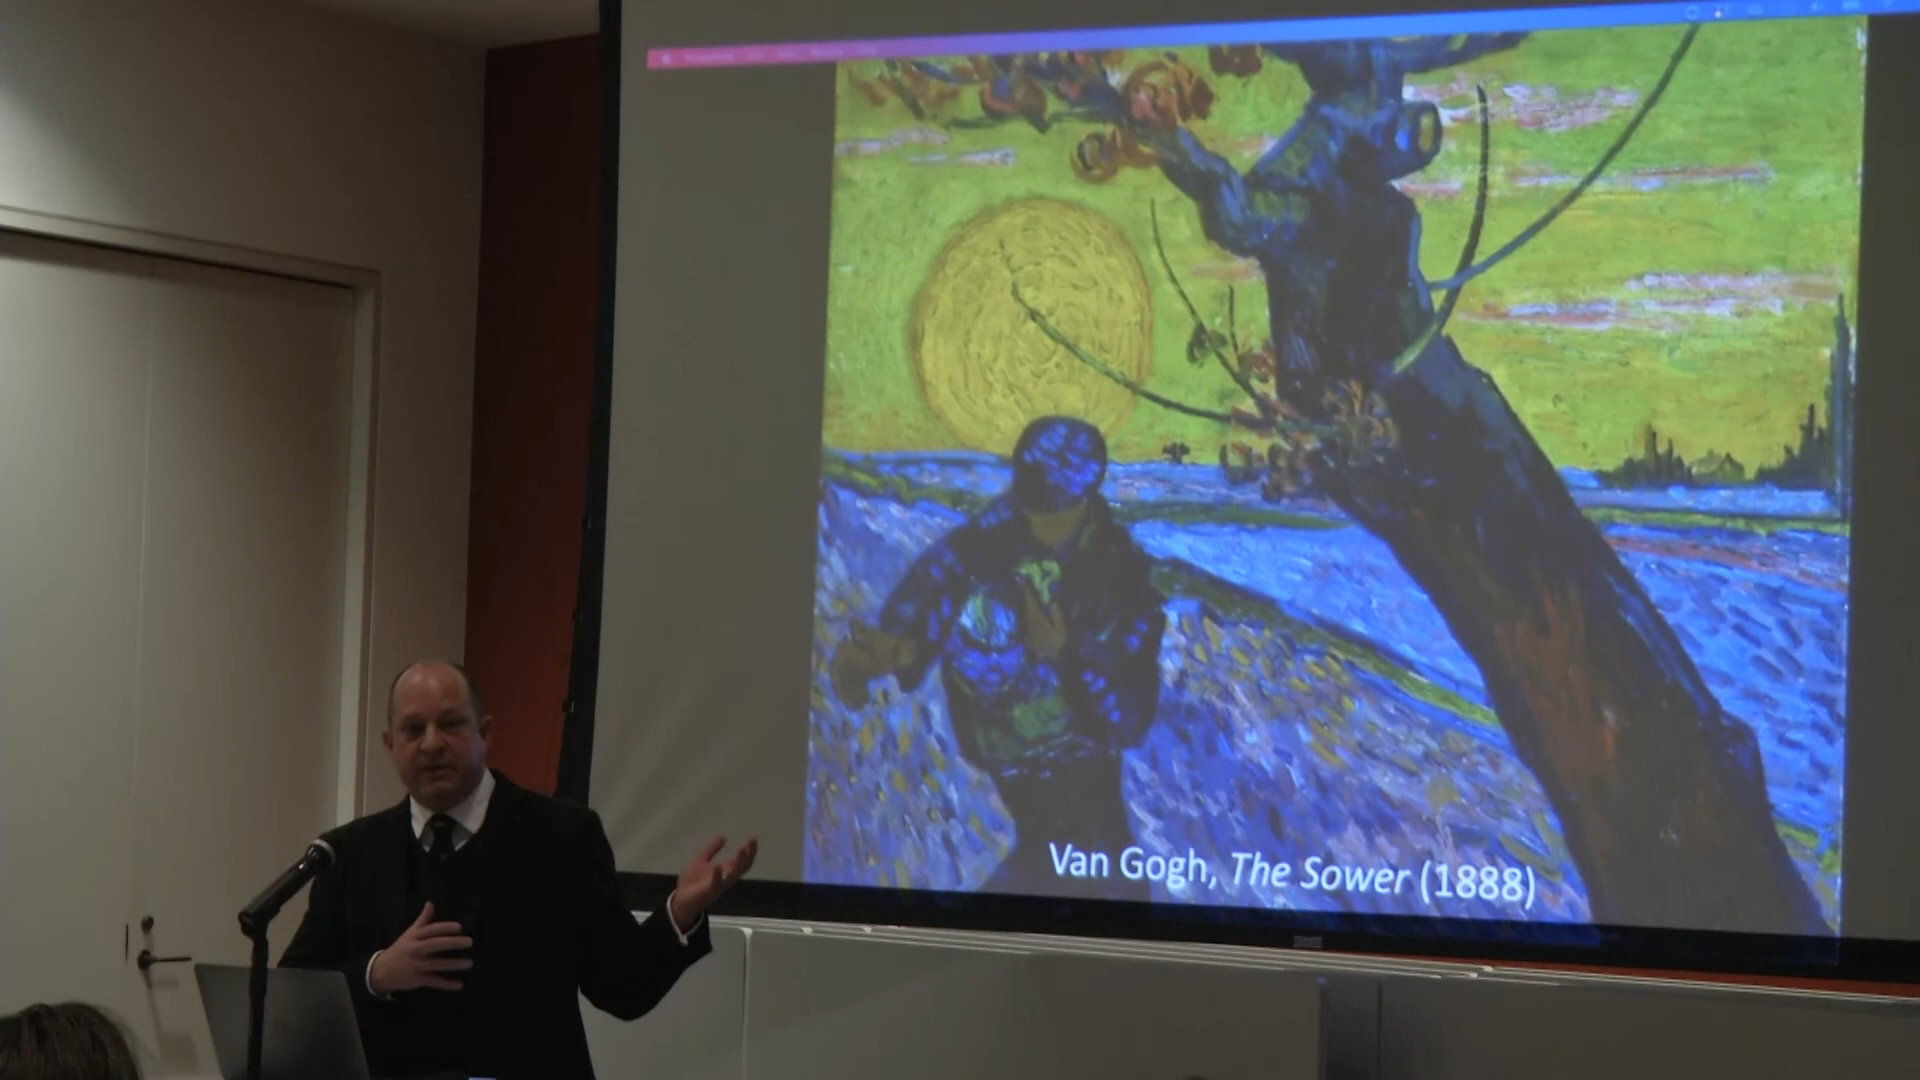 Van Gogh, The Sower (1888)